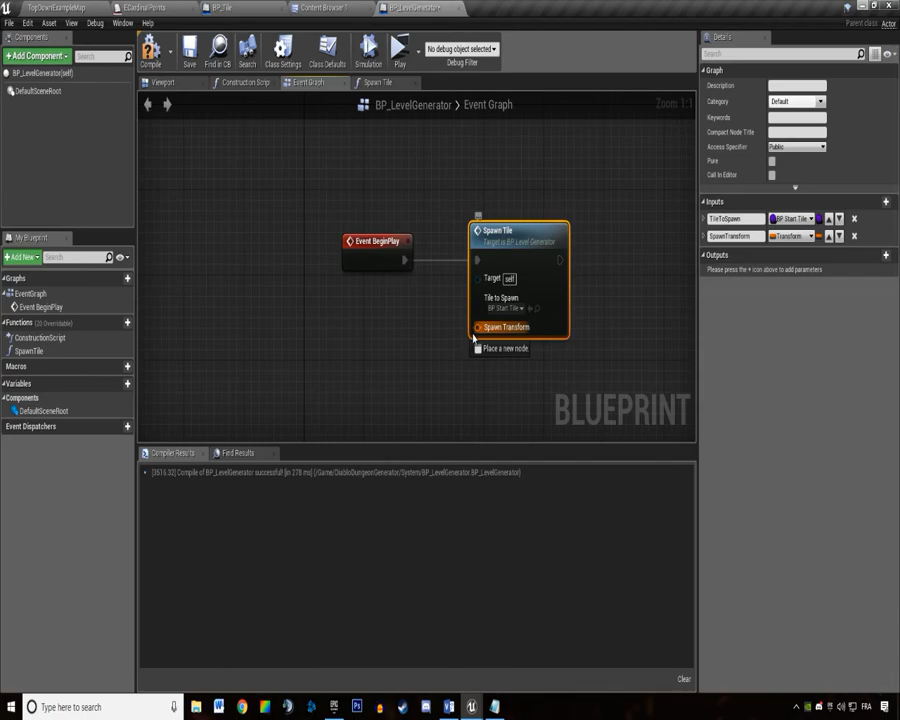 TopDownExampleMap
ECardinalPoints
BP_Tile
Content Browser 1
BP_LevelGenerator*
File
Edit
Asset
View
Debug
Window
Help
Parent class: Actor
Components
+ Add Component
Search
BP_LevelGenerator(self)
DefaultSceneRoot
Compile
Save
Find in CB
Search
Class Settings
Class Defaults
Simulation
Play
No debug object selected
Debug Filter
Viewport
Construction Script
Event Graph
Spawn Tile
BP_LevelGenerator > Event Graph
Zoom 1:1
Event BeginPlay
Spawn Tile
Target is BP Level Generator
Target self
Tile to Spawn
BP Start Tile
Spawn Transform
Place a new node.
BLUEPRINT
My Blueprint
+ Add New
Search
Graphs
EventGraph
Event BeginPlay
Functions (20 Overridable)
ConstructionScript
SpawnTile
Macros
Variables
Components
DefaultSceneRoot
Event Dispatchers
Compiler Results
Find Results
[3516.32] Compile of BP_LevelGenerator successful! [in 278 ms] (/Game/DiabloDungeonGenerator/System/BP_LevelGenerator.BP_LevelGenerator)
Clear
Details
Search
Graph
Description
Category
Default
Keywords
Compact Node Title
Access Specifier
Public
Pure
Call In Editor
Inputs
TileToSpawn
BP Start Tile
SpawnTransform
Transform
Outputs
Please press the + icon above to add parameters
Type here to search
FRA